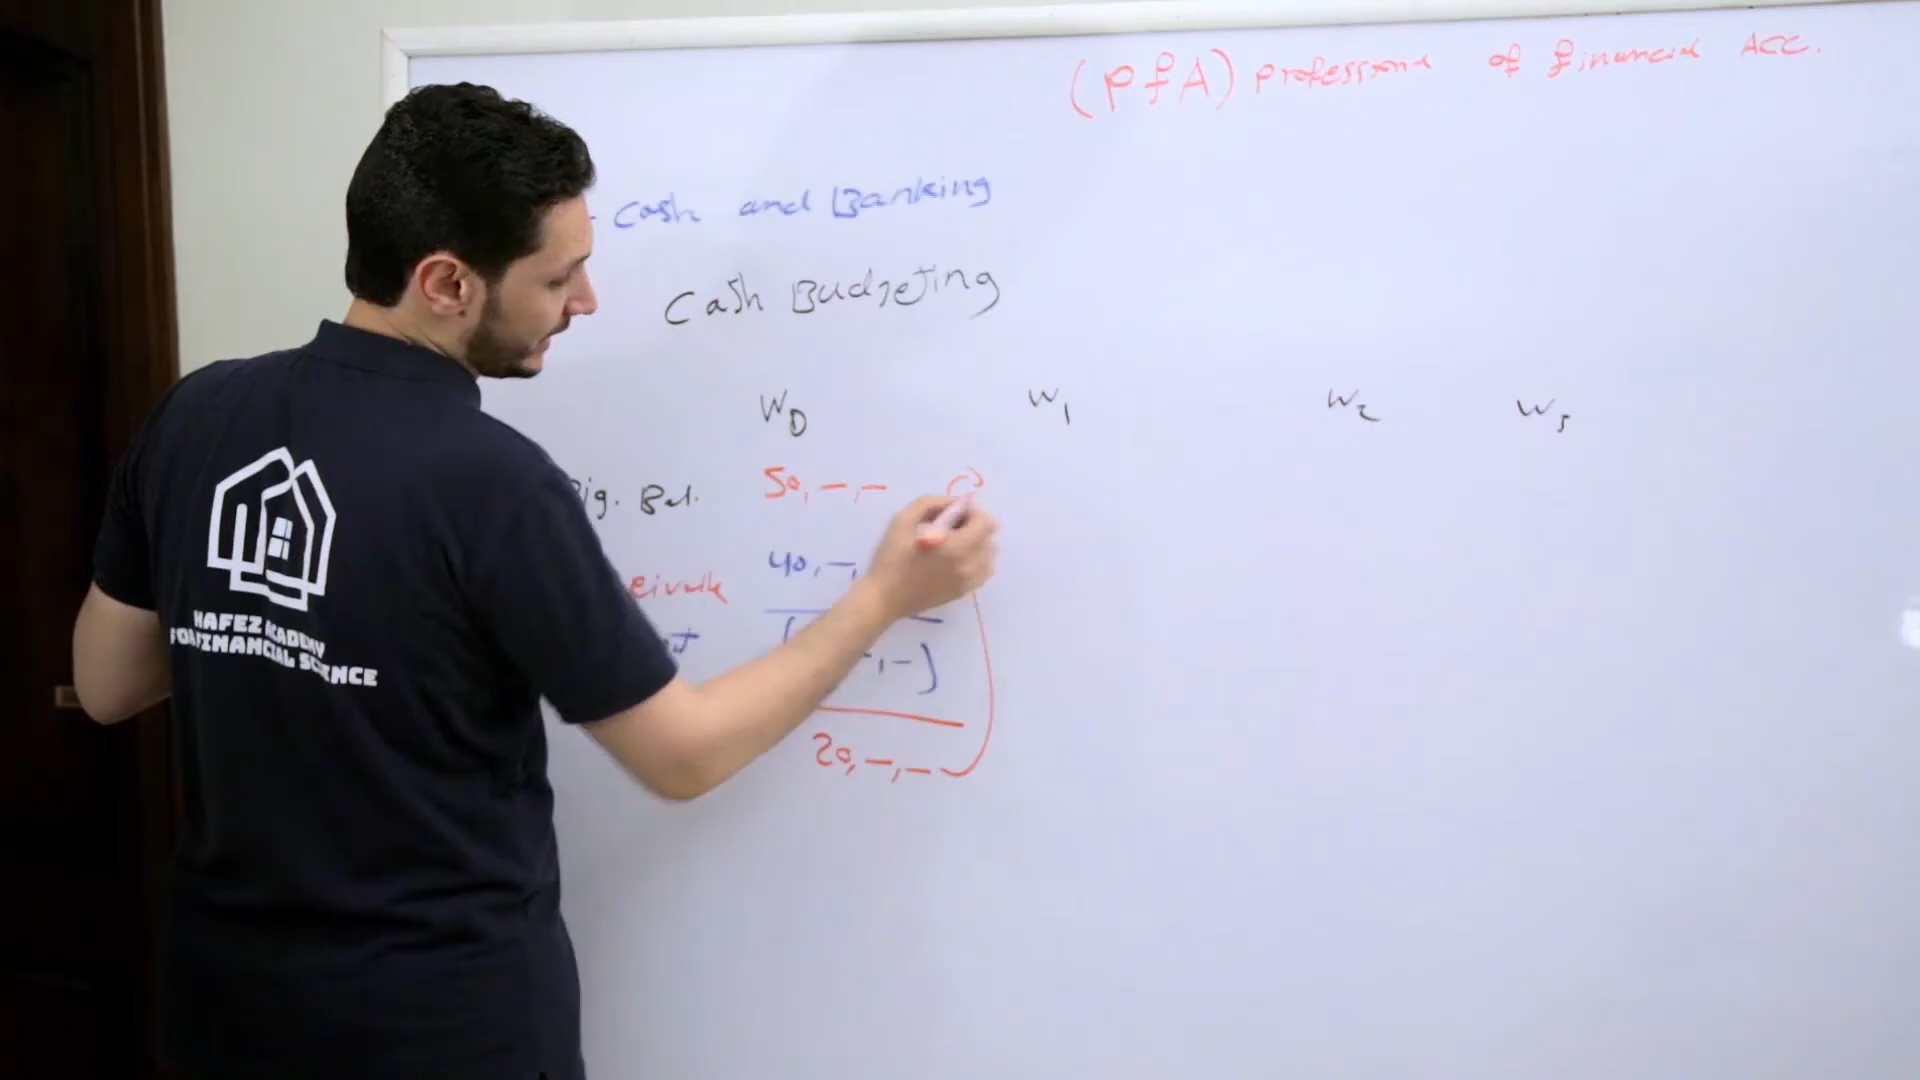 (PFA) professional of financial ACC.
- Cash and Banking
Cash Budgeting
W0 W1 W2 W3
Big. Bal. 50,-,-
40,-,
20,-,-
HAFEZ ACADEMY
FOR FINANCIAL SCIENCE